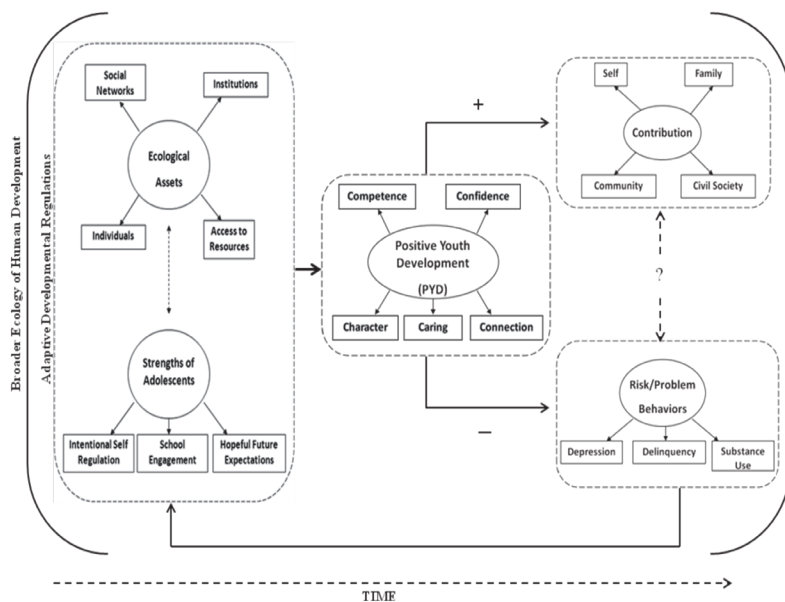 Broader Ecology of Human Development
Adaptive Developmental Regulations
Social
Networks
Institutions
Ecological
Assets
Individuals
Access to
Resources
Strengths of
Adolescents
Intentional Self
Regulation
School
Engagement
Hopeful Future
Expectations
Competence
Confidence
Positive Youth
Development
(PYD)
Character
Caring
Connection
+
–
Self
Family
Contribution
Community
Civil Society
?
Risk/Problem
Behaviors
Depression
Delinquency
Substance
Use
TIME